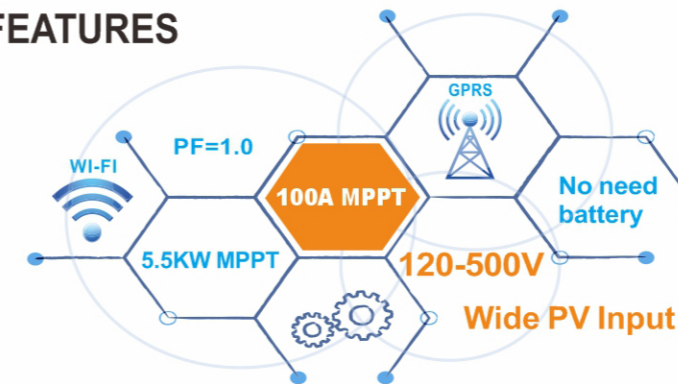 FEATURES
GPRS
PF=1.0
WI-FI
100A MPPT
No need
battery
5.5KW MPPT
120-500V
Wide PV Input